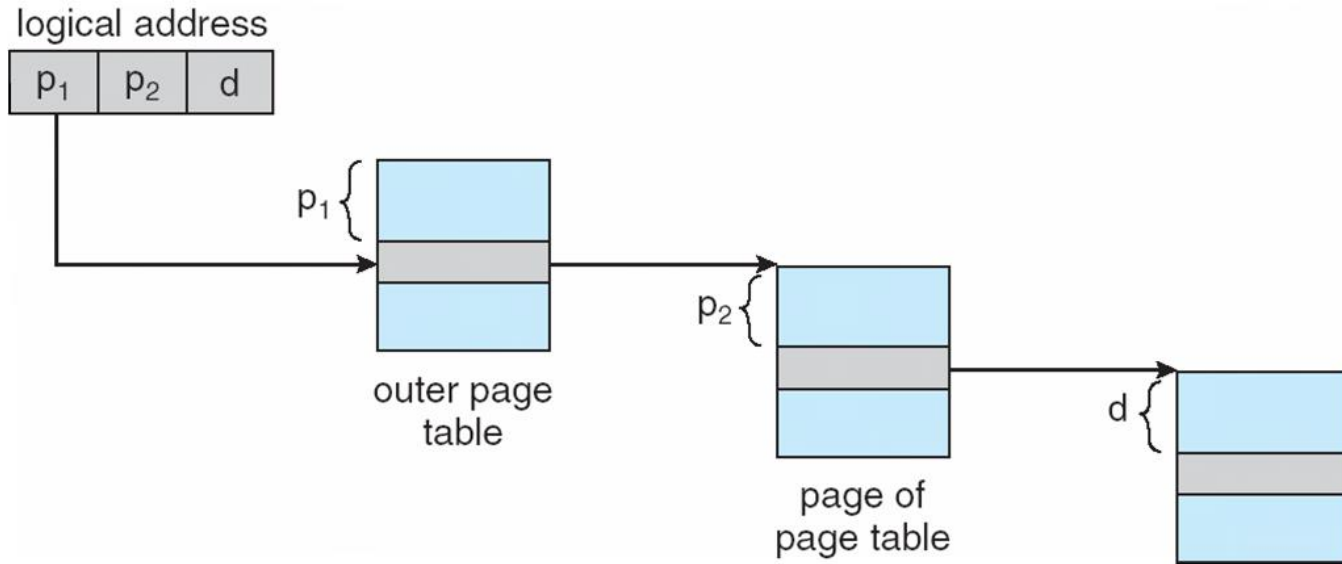 logical address
p₁ p₂ d
p₁
outer page
table
p₂
page of
page table
d